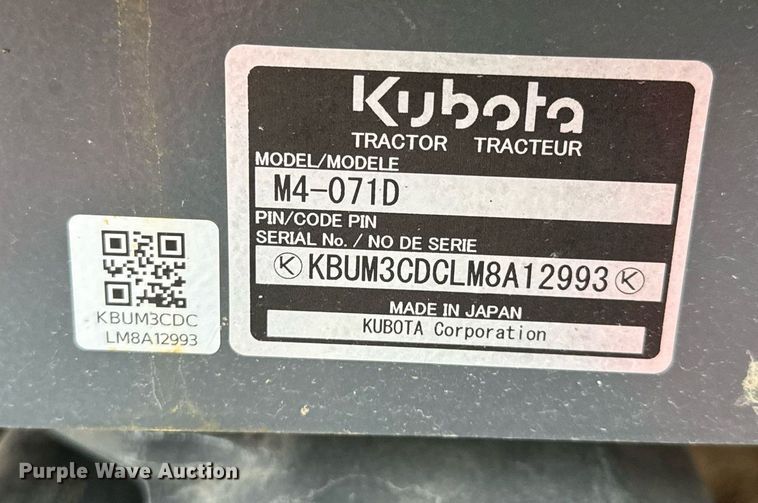 Kubota
TRACTOR TRACTEUR
MODEL/MODELE
M4-071D
PIN/CODE PIN
SERIAL No. / NO DE SERIE
Ⓚ KBUM3CDCLM8A12993 Ⓚ
MADE IN JAPAN
KUBOTA Corporation
KBUM3CDC
LM8A12993
Purple Wave Auction